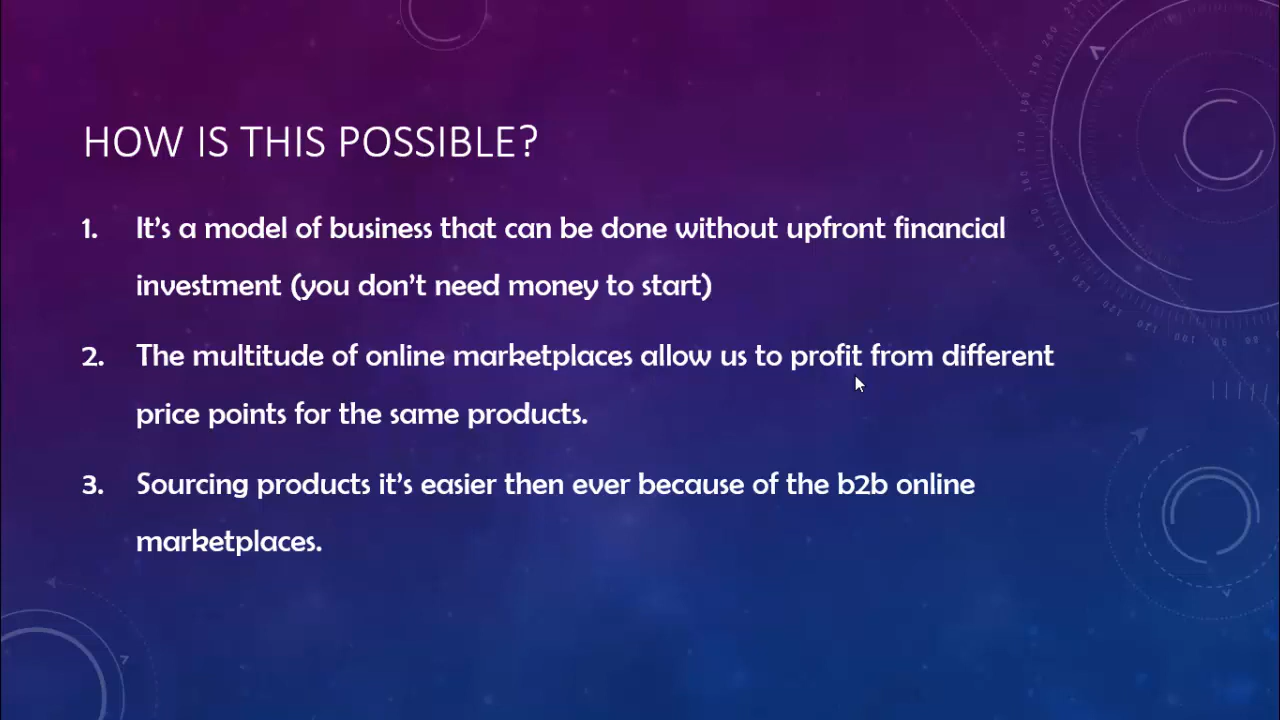 HOW IS THIS POSSIBLE?
1. It's a model of business that can be done without upfront financial
investment (you don't need money to start)
2. The multitude of online marketplaces allow us to profit from different
price points for the same products.
3. Sourcing products it's easier then ever because of the b2b online
marketplaces.